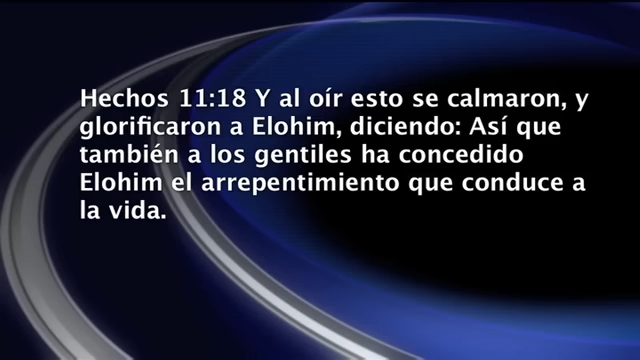 Hechos 11:18 Y al oír esto se calmaron, y
glorificaron a Elohim, diciendo: Así que
también a los gentiles ha concedido
Elohim el arrepentimiento que conduce a
la vida.